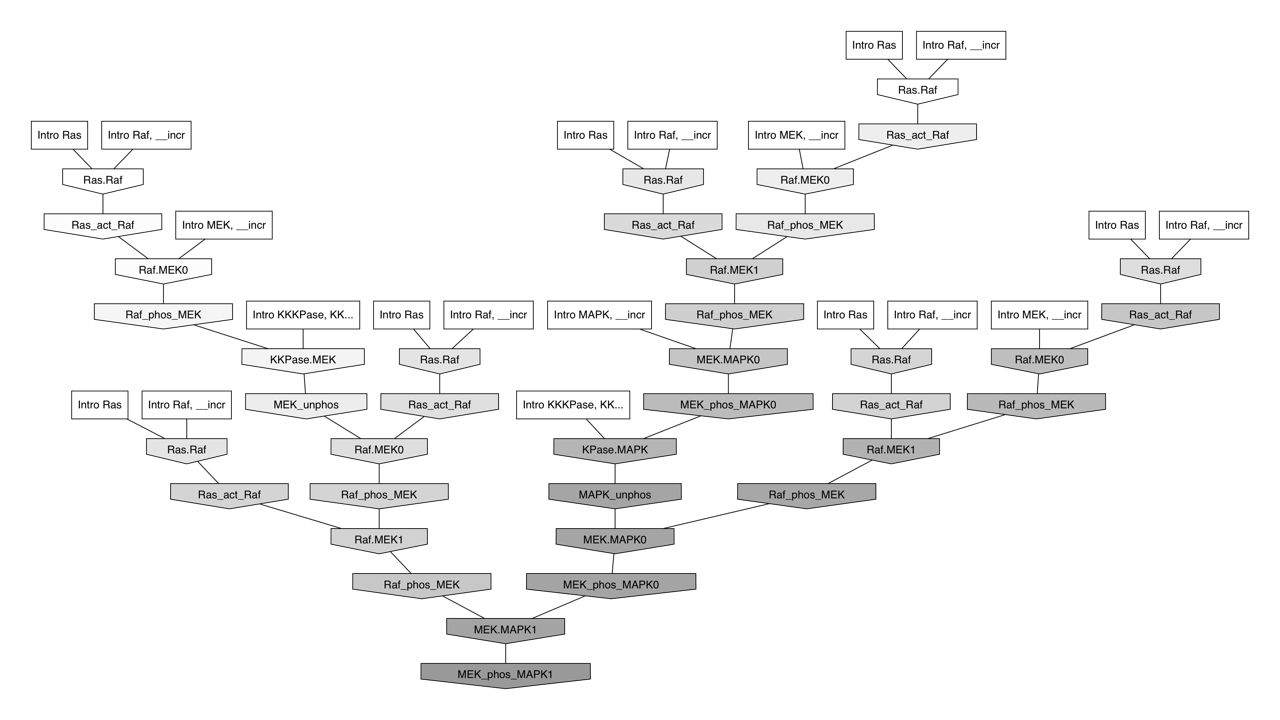 Intro Ras
Intro Raf, __incr
Ras.Raf
Intro Ras
Intro Raf, __incr
Intro Ras
Intro Raf, __incr
Intro MEK, __incr
Ras_act_Raf
Ras.Raf
Ras.Raf
Raf.MEK0
Ras_act_Raf
Intro MEK, __incr
Ras_act_Raf
Raf_phos_MEK
Intro Ras
Intro Raf, __incr
Raf.MEK0
Raf.MEK1
Ras.Raf
Raf_phos_MEK
Intro KKKPase, KK...
Intro Ras
Intro Raf, __incr
Intro MAPK, __incr
Raf_phos_MEK
Intro Ras
Intro Raf, __incr
Intro MEK, __incr
Ras_act_Raf
KKPase.MEK
Ras.Raf
MEK.MAPK0
Ras.Raf
Raf.MEK0
Intro Ras
Intro Raf, __incr
MEK_unphos
Ras_act_Raf
Intro KKKPase, KK...
MEK_phos_MAPK0
Ras_act_Raf
Raf_phos_MEK
Ras.Raf
Raf.MEK0
KPase.MAPK
Raf.MEK1
Ras_act_Raf
Raf_phos_MEK
MAPK_unphos
Raf_phos_MEK
Raf.MEK1
MEK.MAPK0
Raf_phos_MEK
MEK_phos_MAPK0
MEK.MAPK1
MEK_phos_MAPK1